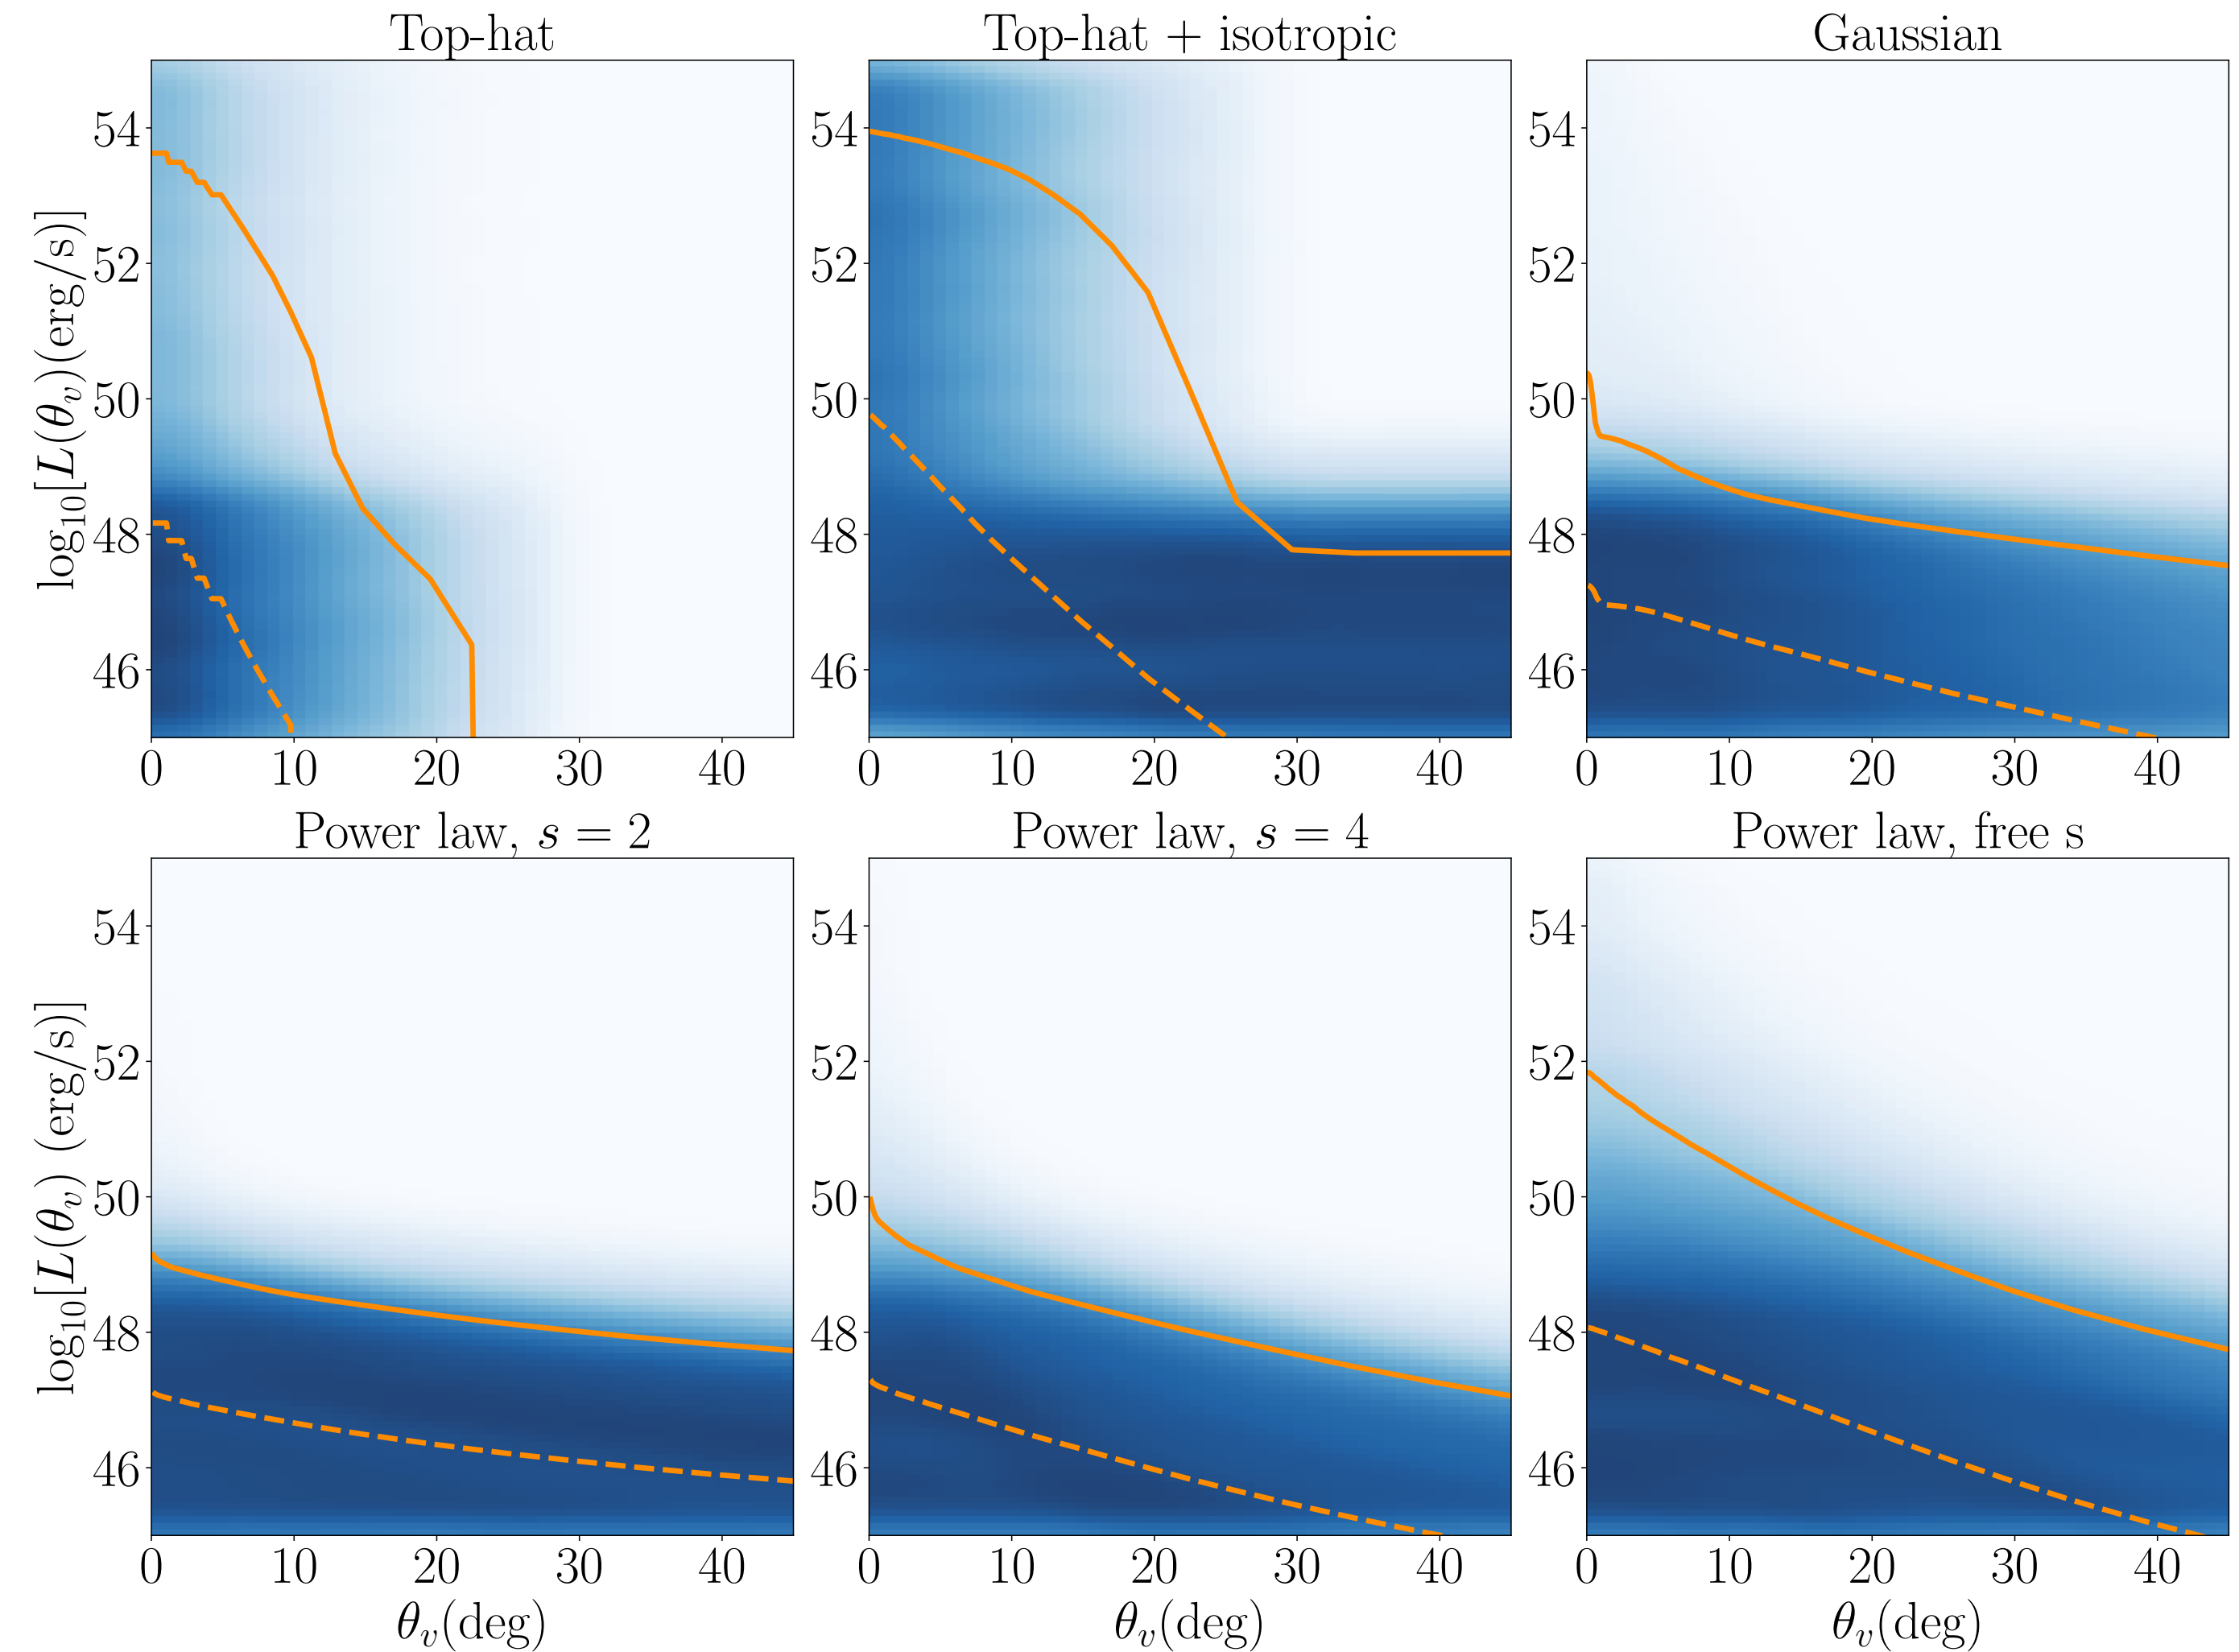 Top-hat
Top-hat + isotropic
Gaussian
log₁₀[L(θᵥ)(erg/s)]
54
52
50
48
46
0 10 20 30 40
54
52
50
48
46
0 10 20 30 40
54
52
50
48
46
0 10 20 30 40
Power law, s = 2
Power law, s = 4
Power law, free s
log₁₀[L(θᵥ) (erg/s)]
54
52
50
48
46
0 10 20 30 40
θᵥ(deg)
54
52
50
48
46
0 10 20 30 40
θᵥ(deg)
54
52
50
48
46
0 10 20 30 40
θᵥ(deg)